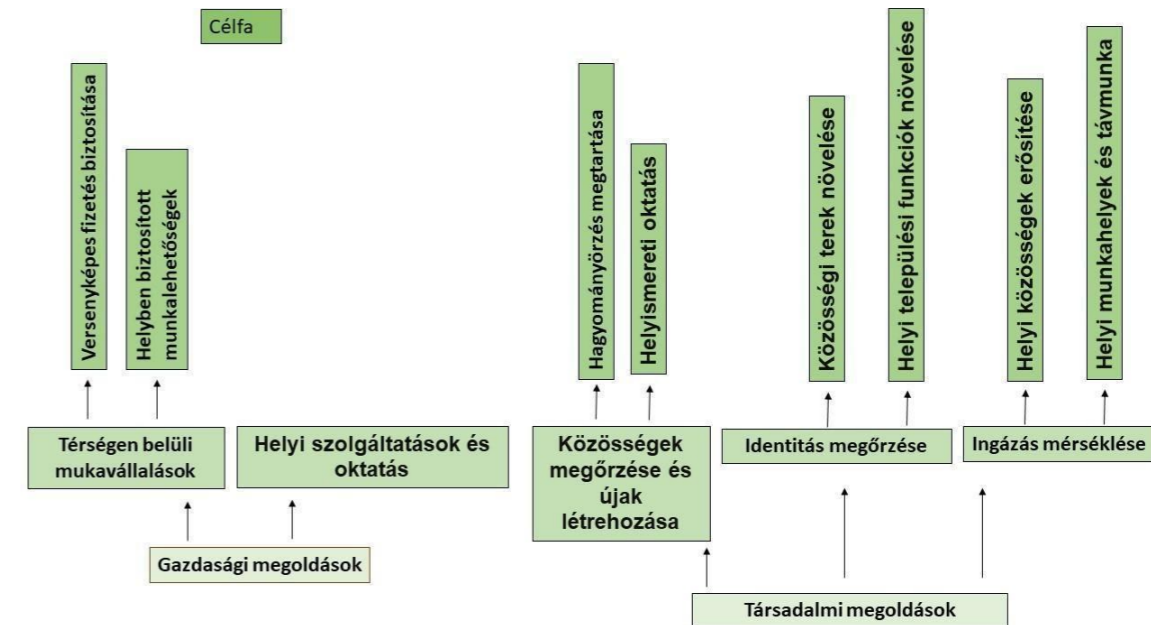 Célfa
Versenyképes fizetés biztosítása
Helyben biztosított
munkalehetőségek
Hagyományőrzés megtartása
Helyismereti oktatás
Közösségi terek növelése
Helyi települési funkciók növelése
Helyi közösségek erősítése
Helyi munkahelyek és távmunka
Térségen belüli
mukavállalások
Helyi szolgáltatások és
oktatás
Közösségek
megőrzése és
újak
létrehozása
Identitás megőrzése
Ingázás mérséklése
Gazdasági megoldások
Társadalmi megoldások